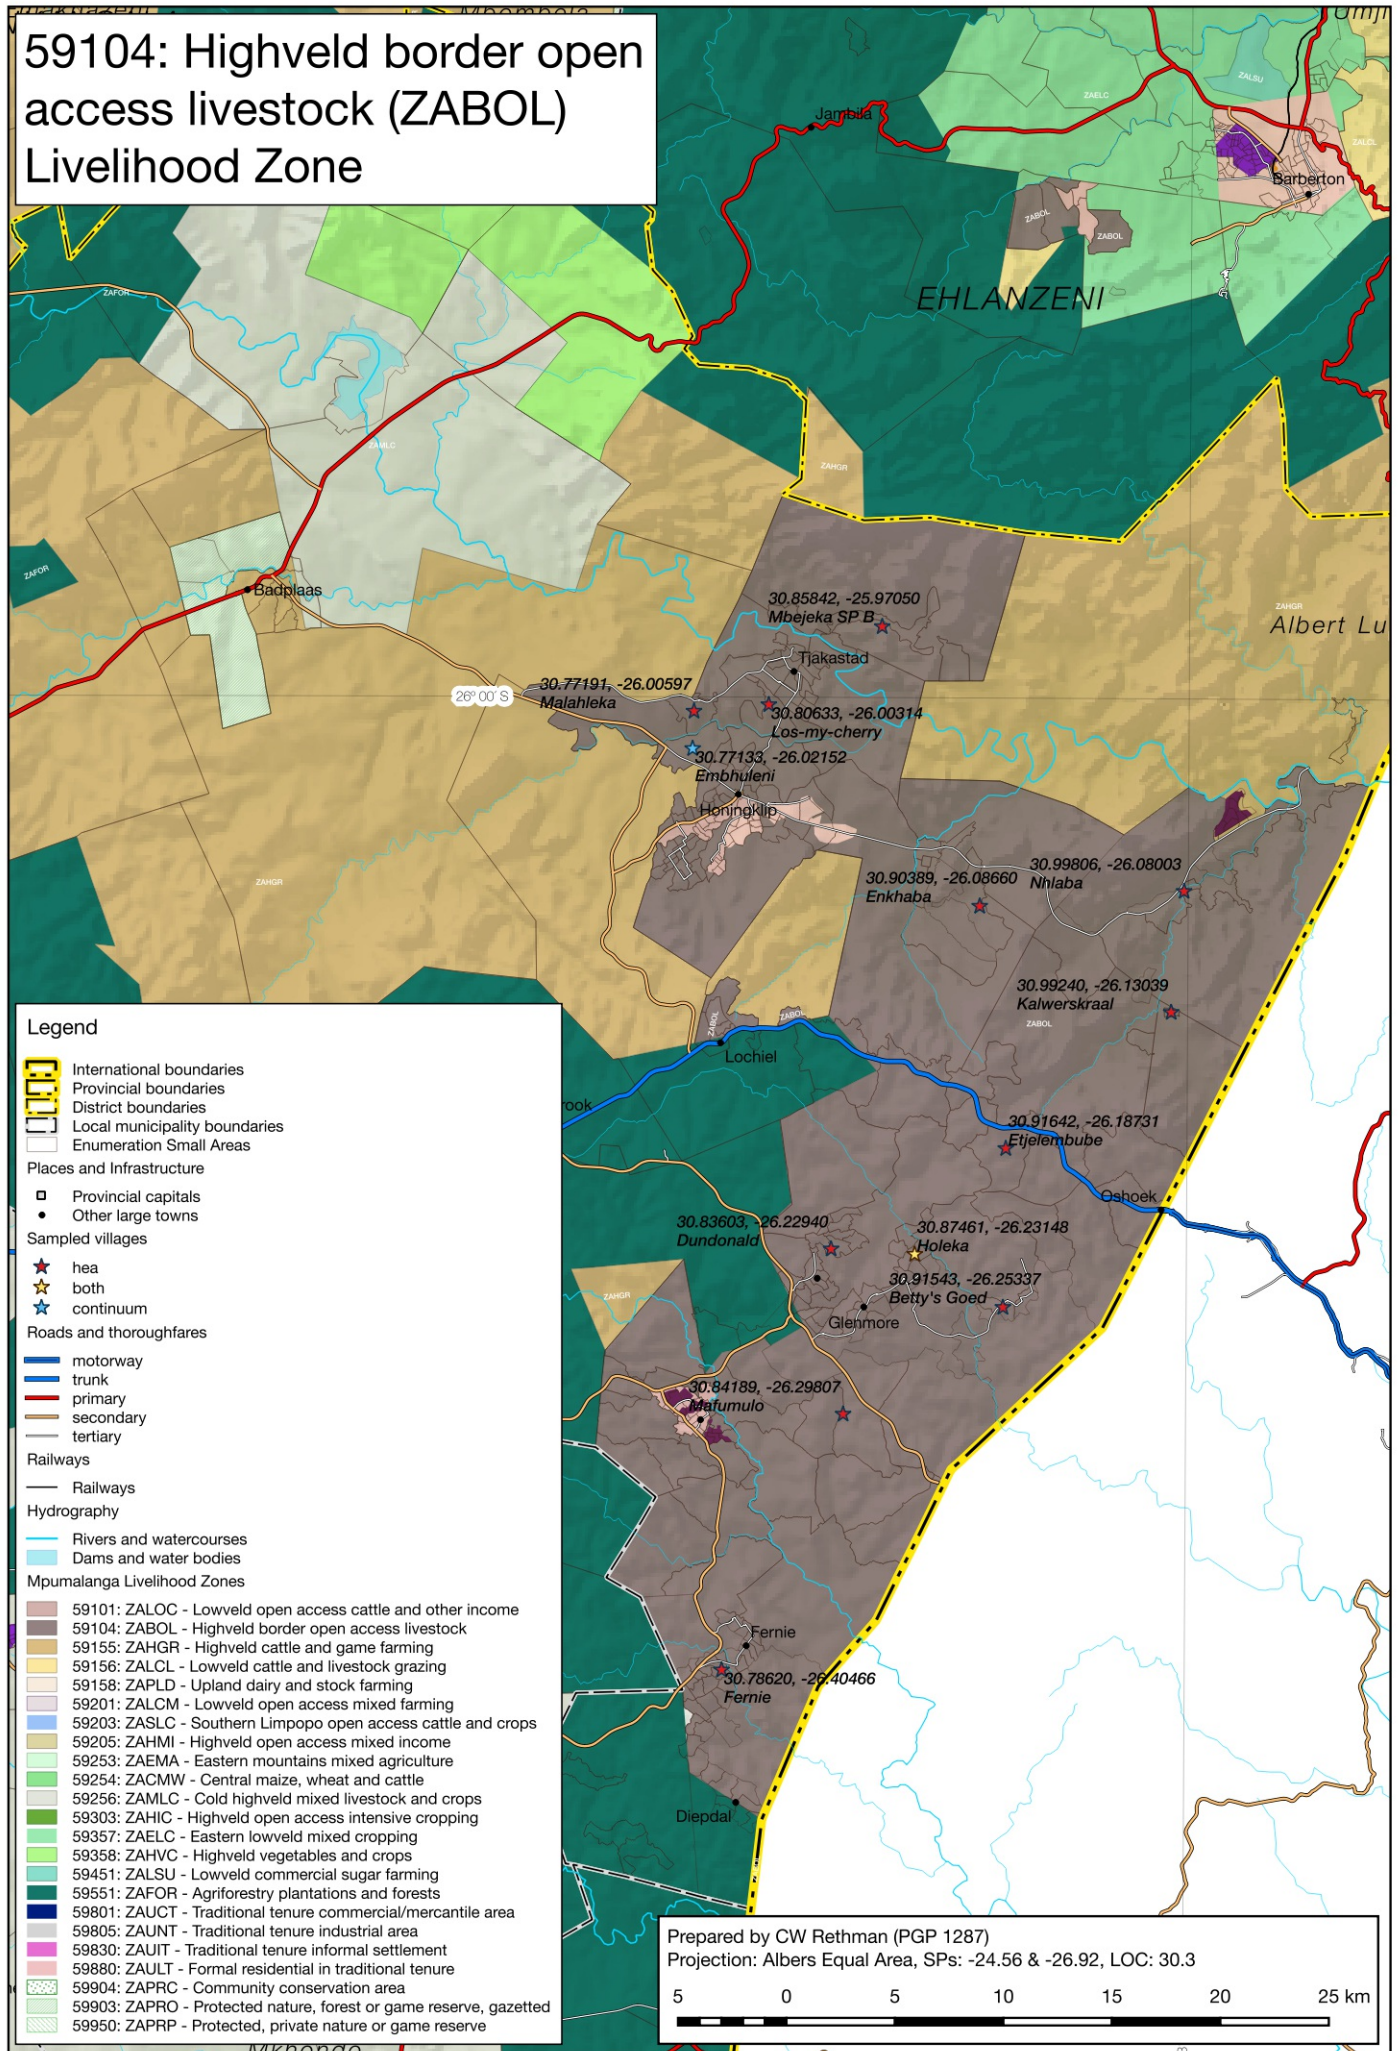 59104: Highveld border open
access livestock (ZABOL)
Livelihood Zone
Jambila
ZAELC
ZALSU
ZALCL
Barberton
ZABOL
ZABOL
EHLANZENI
ZAFOR
ZAMLC
ZAHGR
ZAFOR
Badplaas
ZAHGR
Albert Lu
30.85842, -25.97050
Mbejeka SP B
Tjakastad
26° 00´ S
30.77191, -26.00597
Malahleka
30.80633, -26.00314
Los-my-cherry
30.77133, -26.02152
Embhuleni
Honingklip
ZAHGR
30.90389, -26.08660
Enkhaba
30.99806, -26.08003
Nhlaba
30.99240, -26.13039
Kalwerskraal
ZABOL
ZABOL
ZABOL
Lochiel
rook
30.91642, -26.18731
Etjelembube
Oshoek
30.83603, -26.22940
Dundonald
30.87461, -26.23148
Holeka
30.91543, -26.25337
Betty's Goed
Glenmore
ZAHGR
30.84189, -26.29807
Mafumulo
Fernie
30.78620, -26.40466
Fernie
Diepdal
Legend
International boundaries
Provincial boundaries
District boundaries
Local municipality boundaries
Enumeration Small Areas
Places and Infrastructure
Provincial capitals
Other large towns
Sampled villages
hea
both
continuum
Roads and thoroughfares
motorway
trunk
primary
secondary
tertiary
Railways
Railways
Hydrography
Rivers and watercourses
Dams and water bodies
Mpumalanga Livelihood Zones
59101: ZALOC - Lowveld open access cattle and other income
59104: ZABOL - Highveld border open access livestock
59155: ZAHGR - Highveld cattle and game farming
59156: ZALCL - Lowveld cattle and livestock grazing
59158: ZAPLD - Upland dairy and stock farming
59201: ZALCM - Lowveld open access mixed farming
59203: ZASLC - Southern Limpopo open access cattle and crops
59205: ZAHMI - Highveld open access mixed income
59253: ZAEMA - Eastern mountains mixed agriculture
59254: ZACMW - Central maize, wheat and cattle
59256: ZAMLC - Cold highveld mixed livestock and crops
59303: ZAHIC - Highveld open access intensive cropping
59357: ZAELC - Eastern lowveld mixed cropping
59358: ZAHVC - Highveld vegetables and crops
59451: ZALSU - Lowveld commercial sugar farming
59551: ZAFOR - Agriforestry plantations and forests
59801: ZAUCT - Traditional tenure commercial/mercantile area
59805: ZAUNT - Traditional tenure industrial area
59830: ZAUIT - Traditional tenure informal settlement
59880: ZAULT - Formal residential in traditional tenure
59904: ZAPRC - Community conservation area
59903: ZAPRO - Protected nature, forest or game reserve, gazetted
59950: ZAPRP - Protected, private nature or game reserve
Prepared by CW Rethman (PGP 1287)
Projection: Albers Equal Area, SPs: -24.56 & -26.92, LOC: 30.3
5 0 5 10 15 20 25 km